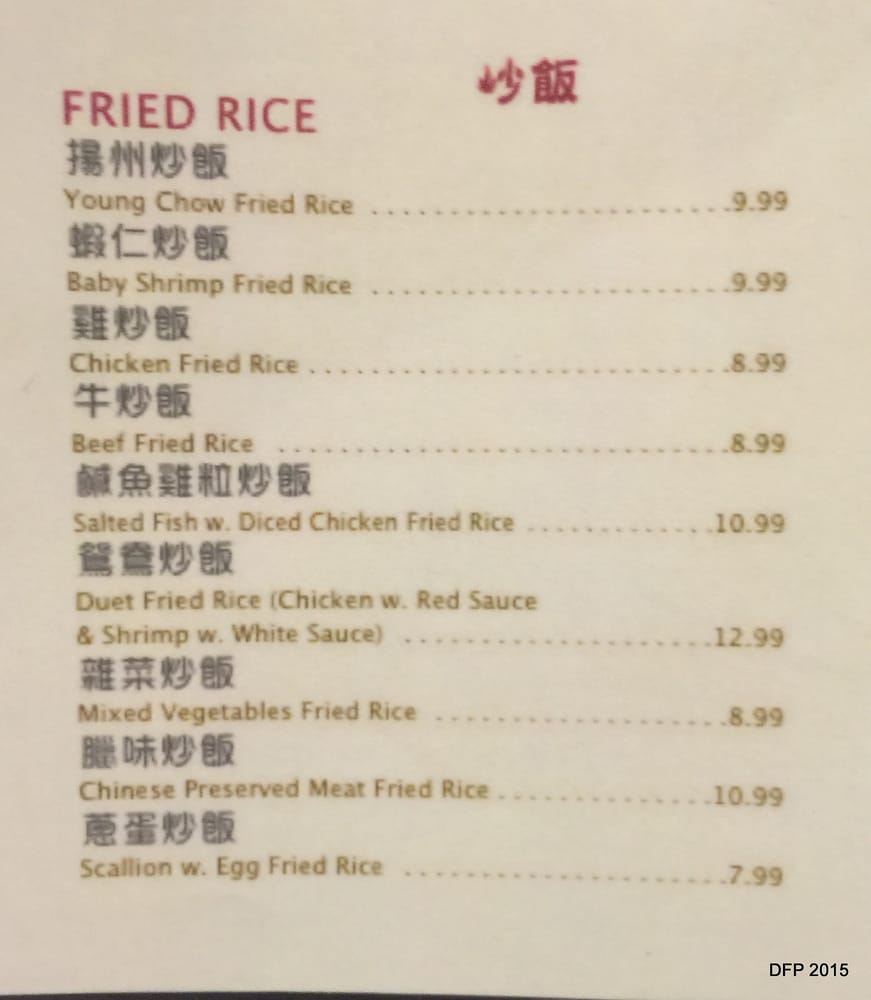 炒飯
FRIED RICE
揚州炒飯
Young Chow Fried Rice ........................9.99
蝦仁炒飯
Baby Shrimp Fried Rice ........................9.99
雞炒飯
Chicken Fried Rice ............................8.99
牛炒飯
Beef Fried Rice ..............................8.99
鹹魚雞粒炒飯
Salted Fish w. Diced Chicken Fried Rice ............10.99
鴛鴦炒飯
Duet Fried Rice (Chicken w. Red Sauce
& Shrimp w. White Sauce) ....................12.99
雜菜炒飯
Mixed Vegetables Fried Rice ...................8.99
臘味炒飯
Chinese Preserved Meat Fried Rice ..............10.99
蔥蛋炒飯
Scallion w. Egg Fried Rice .....................7.99
DFP 2015